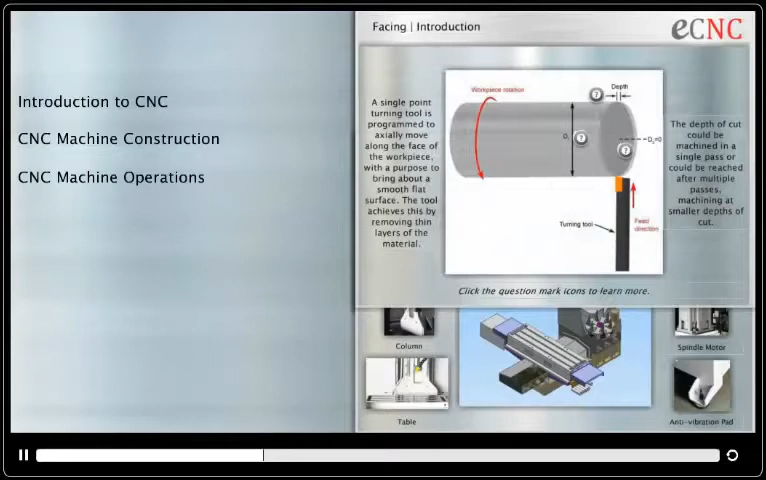 Facing | Introduction
eCNC
Introduction to CNC
CNC Machine Construction
CNC Machine Operations
A single point
turning tool is
programmed to
axially move
along the face of
the workpiece,
with a purpose to
bring about a
smooth flat
surface. The tool
achieves this by
removing thin
layers of the
material.
Workpiece rotation
Depth
?
?
?
D₂=0
Turning tool
Feed
direction
The depth of cut
could be
machined in a
single pass or
could be reached
after multiple
passes,
machining at
smaller depths of
cut.
Click the question mark icons to learn more.
Column
Table
Spindle Motor
Anti-vibration Pad